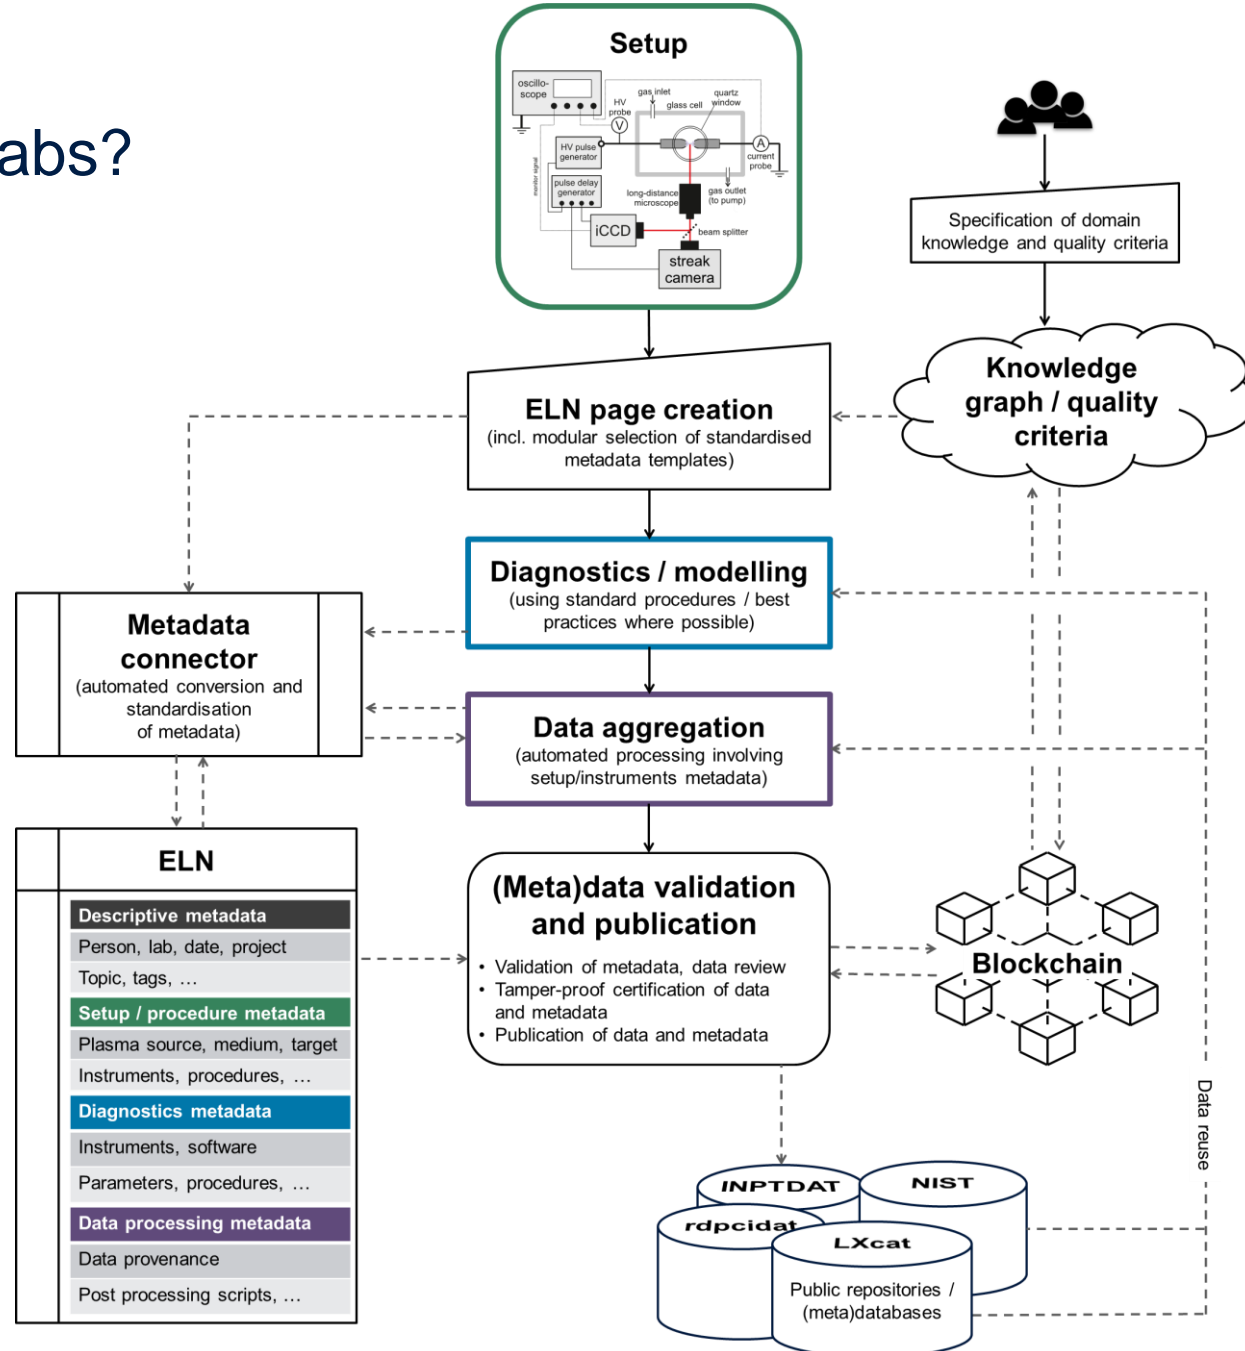 abs?
Setup
oscillo-
scope
HV
probe
V
gas inlet
glass cell
quartz
window
HV pulse
generator
A
current
probe
pulse delay
generator
monitor signal
long-distance
microscope
gas outlet
(to pump)
iCCD
beam splitter
streak
camera
Specification of domain
knowledge and quality criteria
Knowledge
graph / quality
criteria
ELN page creation
(incl. modular selection of standardised
metadata templates)
Diagnostics / modelling
(using standard procedures / best
practices where possible)
Metadata
connector
(automated conversion and
standardisation
of metadata)
Data aggregation
(automated processing involving
setup/instruments metadata)
ELN
Descriptive metadata
Person, lab, date, project
Topic, tags, …
Setup / procedure metadata
Plasma source, medium, target
Instruments, procedures, …
Diagnostics metadata
Instruments, software
Parameters, procedures, …
Data processing metadata
Data provenance
Post processing scripts, …
(Meta)data validation
and publication
• Validation of metadata, data review
• Tamper-proof certification of data
and metadata
• Publication of data and metadata
Blockchain
Data reuse
INPTDAT
NIST
rdpcidat
LXcat
Public repositories /
(meta)databases